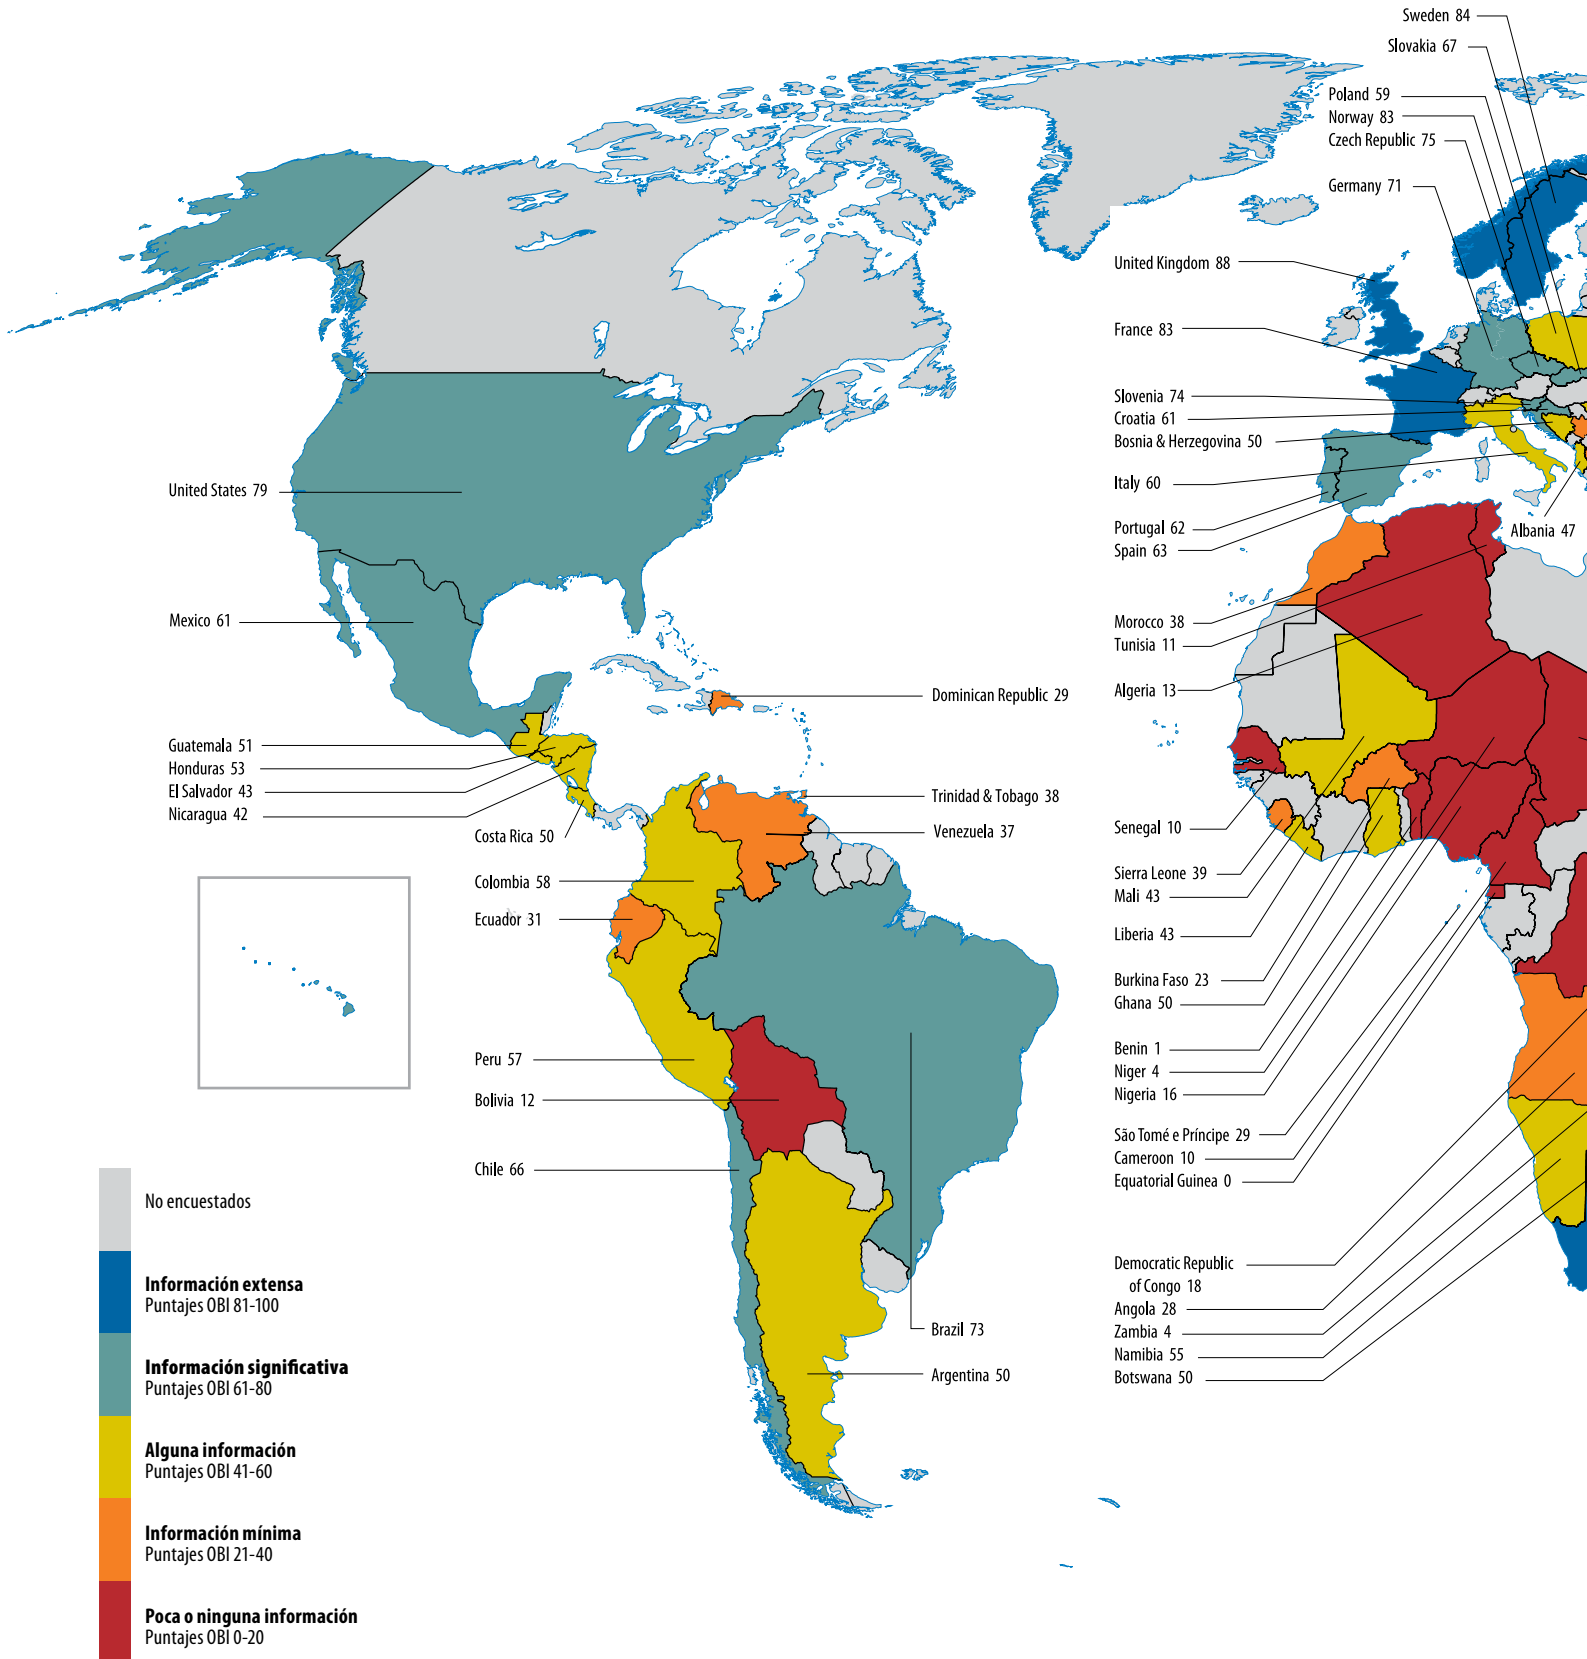 Sweden 84
Slovakia 67
Poland 59
Norway 83
Czech Republic 75
Germany 71
United Kingdom 88
France 83
Slovenia 74
Croatia 61
Bosnia & Herzegovina 50
Italy 60
Portugal 62
Spain 63
Albania 47
United States 79
Mexico 61
Morocco 38
Tunisia 11
Algeria 13
Dominican Republic 29
Guatemala 51
Honduras 53
El Salvador 43
Nicaragua 42
Costa Rica 50
Trinidad & Tobago 38
Venezuela 37
Colombia 58
Ecuador 31
Peru 57
Bolivia 12
Chile 66
Brazil 73
Argentina 50
Senegal 10
Sierra Leone 39
Mali 43
Liberia 43
Burkina Faso 23
Ghana 50
Benin 1
Niger 4
Nigeria 16
São Tomé e Príncipe 29
Cameroon 10
Equatorial Guinea 0
Democratic Republic
of Congo 18
Angola 28
Zambia 4
Namibia 55
Botswana 50
No encuestados
Información extensa
Puntajes OBI 81-100
Información significativa
Puntajes OBI 61-80
Alguna información
Puntajes OBI 41-60
Información mínima
Puntajes OBI 21-40
Poca o ninguna información
Puntajes OBI 0-20